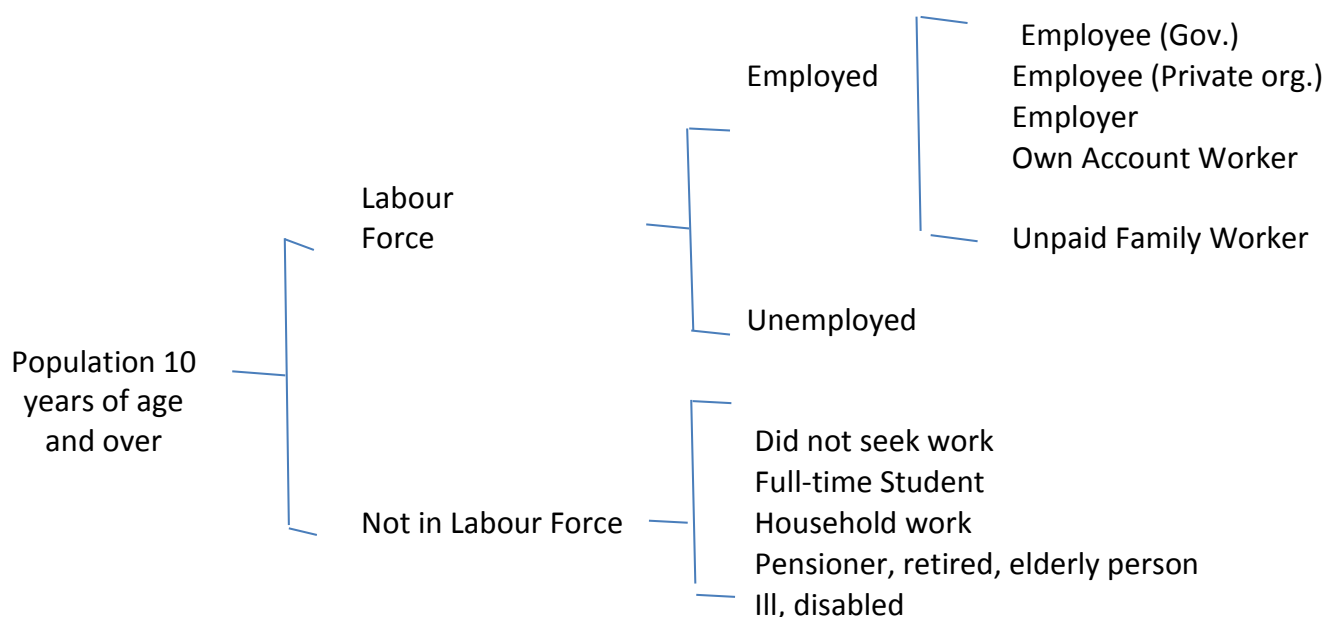 Employee (Gov.)
Employed
Employee (Private org.)
Employer
Own Account Worker
Labour
Force
Unpaid Family Worker
Unemployed
Population 10
years of age
and over
Did not seek work
Full-time Student
Not in Labour Force
Household work
Pensioner, retired, elderly person
Ill, disabled